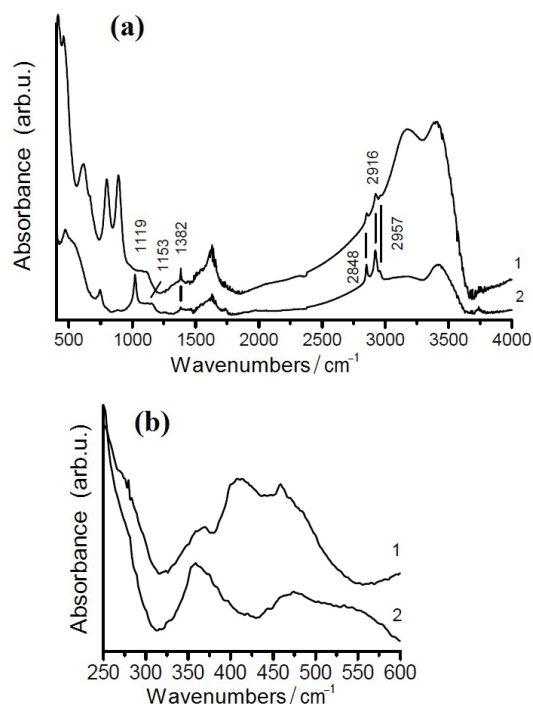 (a)
Absorbance (arb.u.)
1119
1153
1382
2848
2916
2957
1
2
500 1000 1500 2000 2500 3000 3500 4000
Wavenumbers/cm⁻¹
(b)
Absorbance (arb.u.)
1
2
250 300 350 400 450 500 550 600
Wavenumbers/cm⁻¹